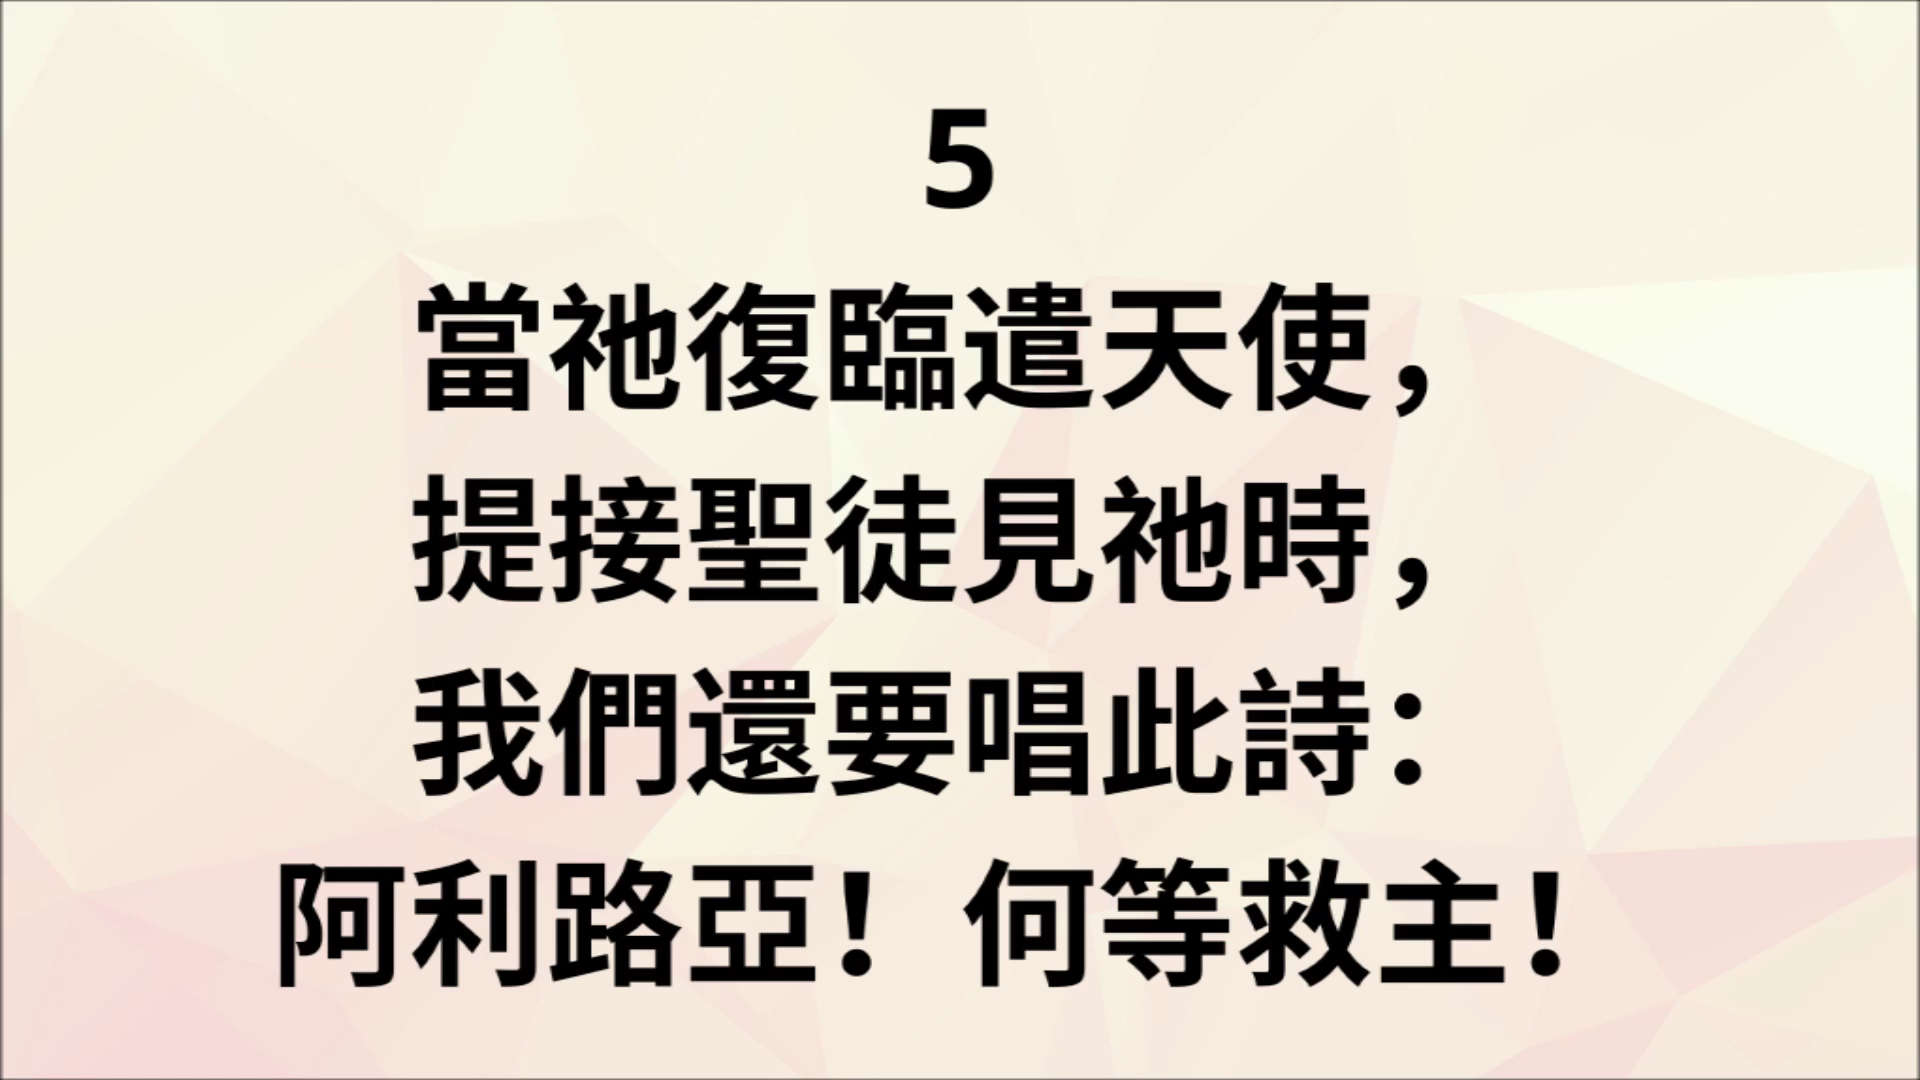 5
當祂復臨遣天使，
提接聖徒見祂時，
我們還要唱此詩：
阿利路亞！何等救主！